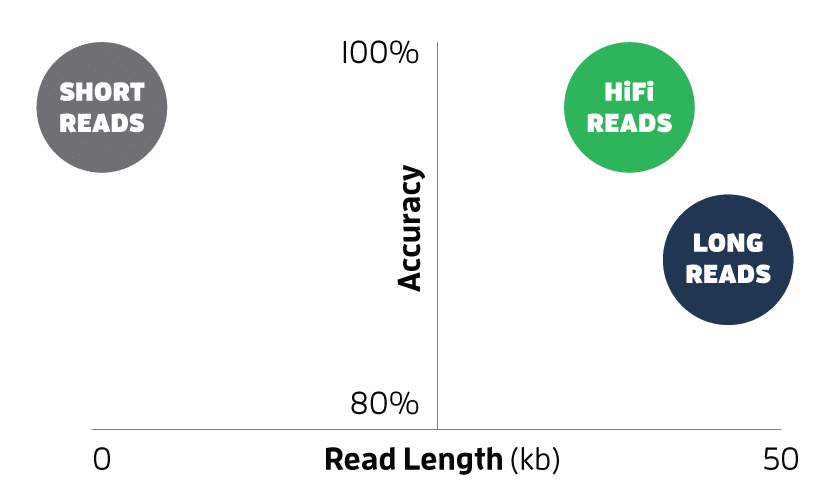 100%
SHORT
READS
HiFi
READS
Accuracy
LONG
READS
80%
0
Read Length (kb)
50